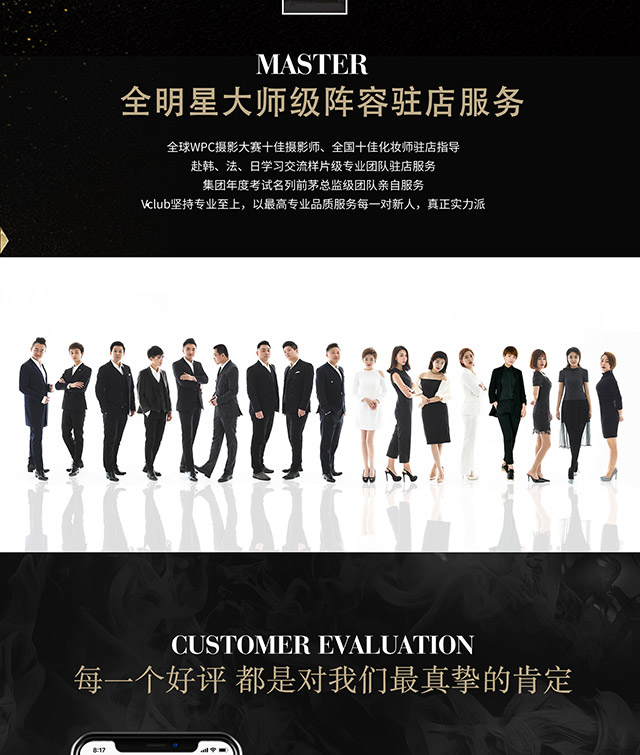 MASTER
全明星大师级阵容驻店服务
全球WPC摄影大赛十佳摄影师、全国十佳化妆师驻店指导
赴韩、法、日学习交流样片级专业团队驻店服务
集团年度考试名列前茅总监级团队亲自服务
Vclub坚持专业至上，以最高专业品质服务每一对新人，真正实力派
CUSTOMER EVALUATION
每一个好评 都是对我们最真挚的肯定
8:17